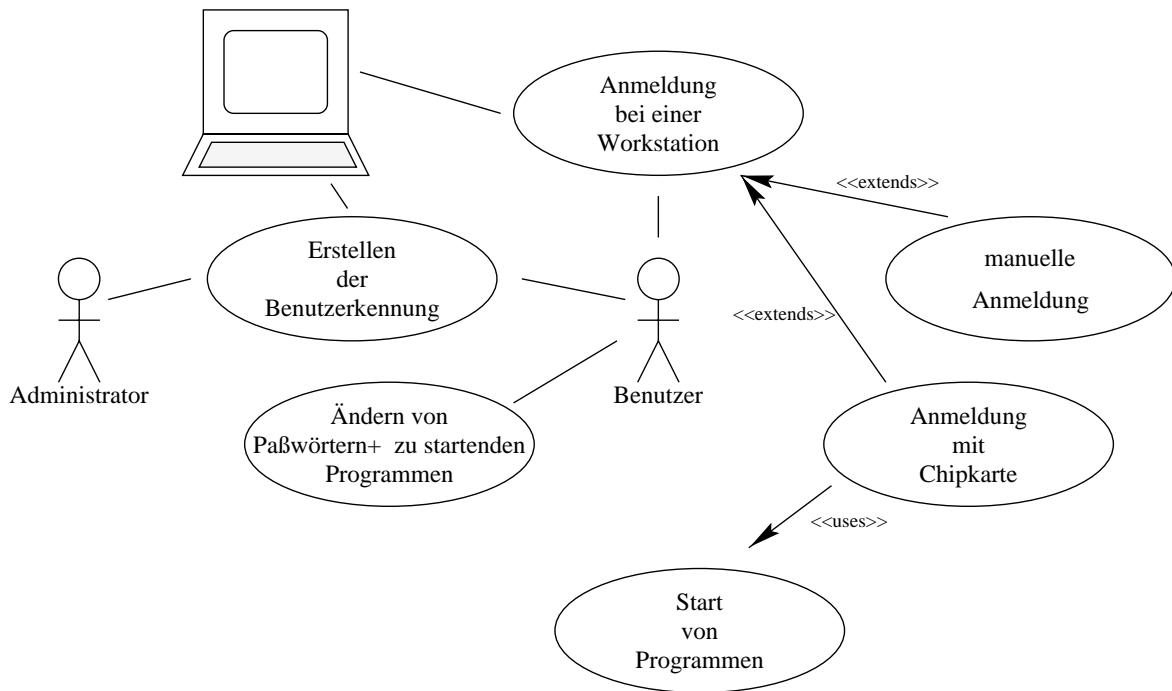 Anmeldung
bei einer
Workstation
<<extends>>
manuelle
Anmeldung
Erstellen
der
Benutzerkennung
<<extends>>
Administrator
Benutzer
Ändern von
Paßwörtern+ zu startenden
Programmen
Anmeldung
mit
Chipkarte
<<uses>>
Start
von
Programmen